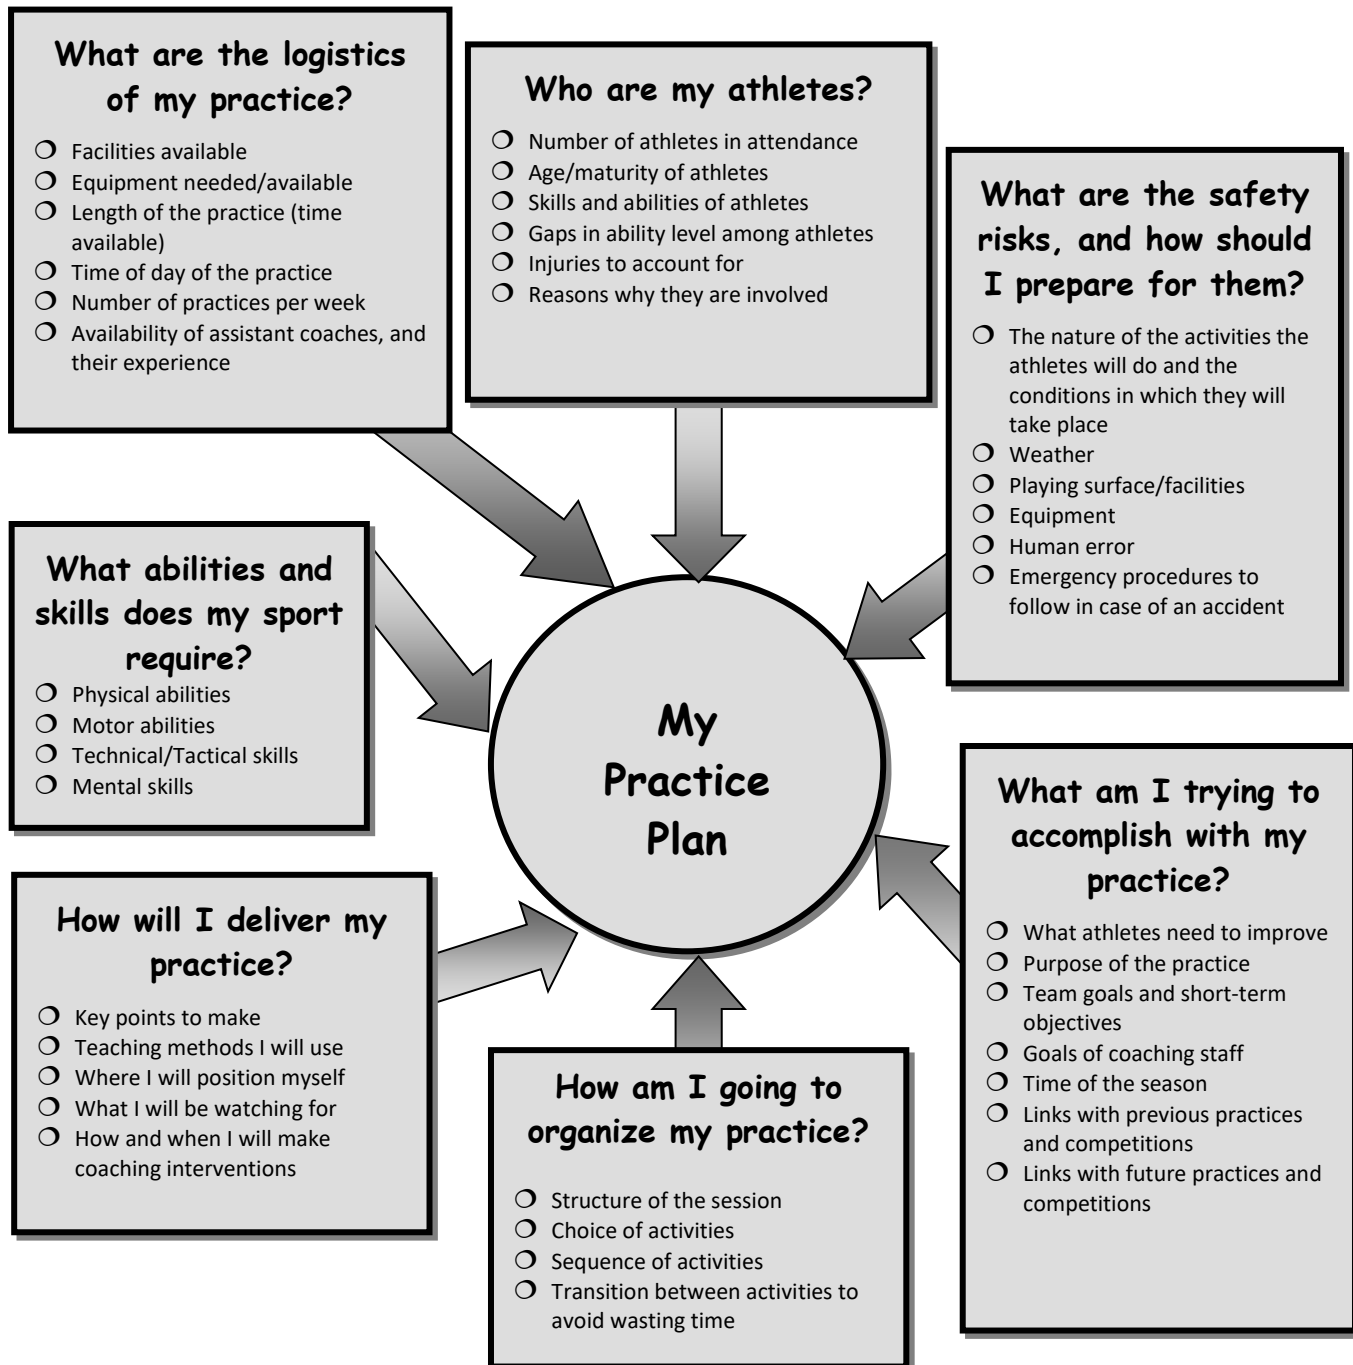 What are the logistics
of my practice?
❍ Facilities available
❍ Equipment needed/available
❍ Length of the practice (time
available)
❍ Time of day of the practice
❍ Number of practices per week
❍ Availability of assistant coaches, and
their experience
Who are my athletes?
❍ Number of athletes in attendance
❍ Age/maturity of athletes
❍ Skills and abilities of athletes
❍ Gaps in ability level among athletes
❍ Injuries to account for
❍ Reasons why they are involved
What are the safety
risks, and how should
I prepare for them?
❍ The nature of the activities the
athletes will do and the
conditions in which they will
take place
❍ Weather
❍ Playing surface/facilities
❍ Equipment
❍ Human error
❍ Emergency procedures to
follow in case of an accident
What abilities and
skills does my sport
require?
❍ Physical abilities
❍ Motor abilities
❍ Technical/Tactical skills
❍ Mental skills
My
Practice
Plan
What am I trying to
accomplish with my
practice?
❍ What athletes need to improve
❍ Purpose of the practice
❍ Team goals and short-term
objectives
❍ Goals of coaching staff
❍ Time of the season
❍ Links with previous practices
and competitions
❍ Links with future practices and
competitions
How will I deliver my
practice?
❍ Key points to make
❍ Teaching methods I will use
❍ Where I will position myself
❍ What I will be watching for
❍ How and when I will make
coaching interventions
How am I going to
organize my practice?
❍ Structure of the session
❍ Choice of activities
❍ Sequence of activities
❍ Transition between activities to
avoid wasting time